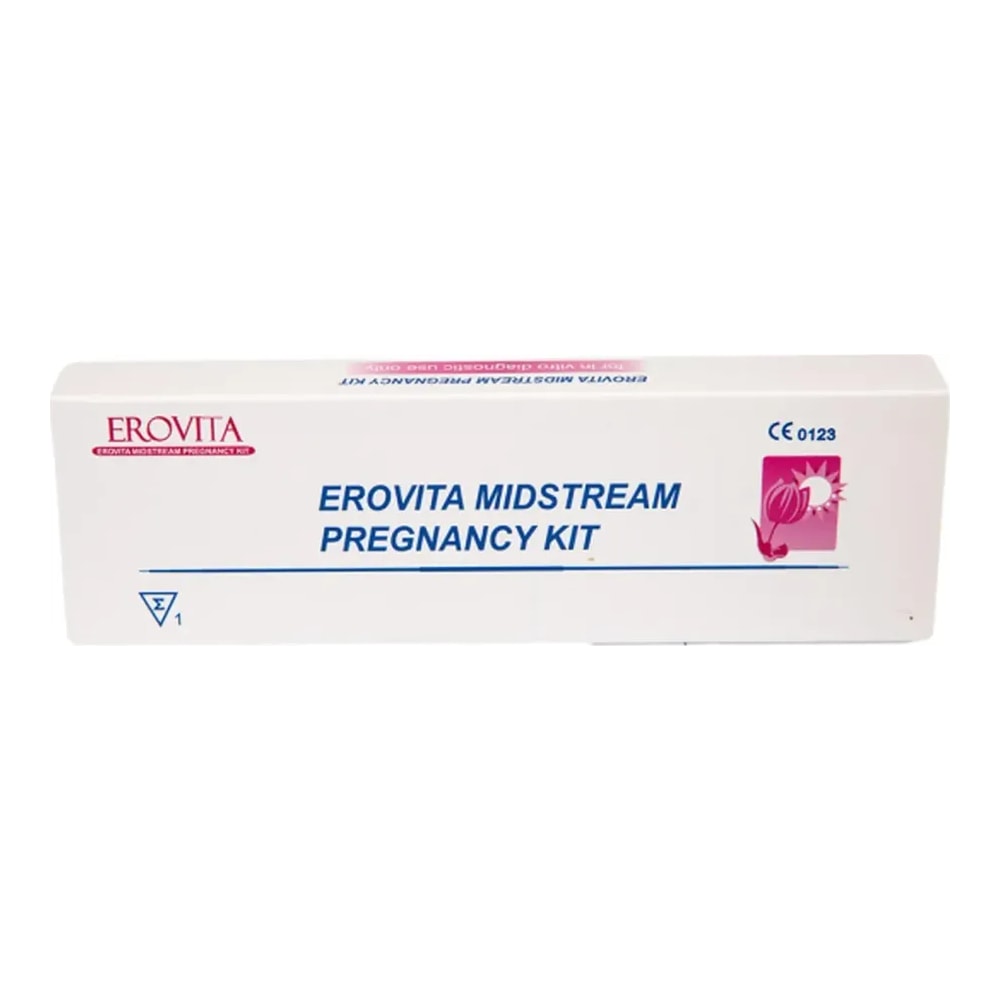 for in vitro diagnostic use only
EROVITA MIDSTREAM PREGNANCY KIT
EROVITA
EROVITA MIDSTREAM PREGNANCY KIT
CE 0123
EROVITA MIDSTREAM
PREGNANCY KIT
Σ 1